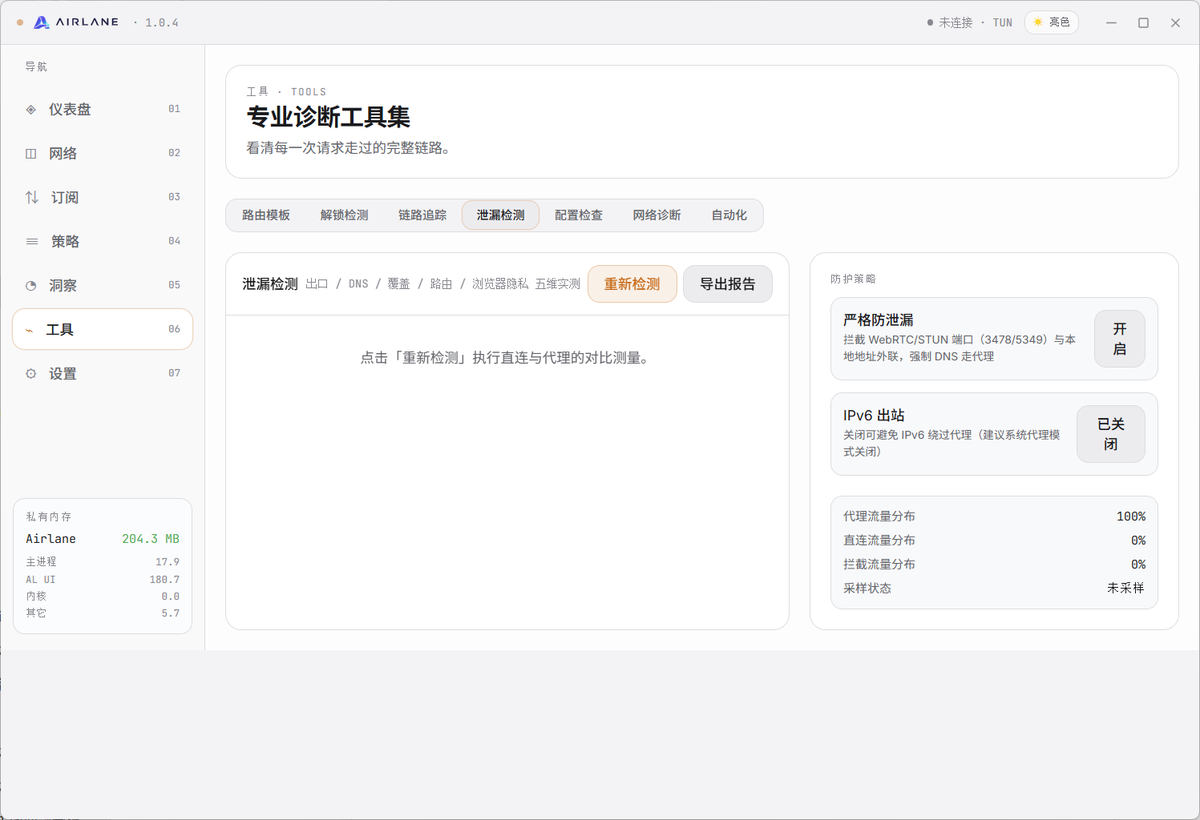 AIRLANE · 1.0.4
未连接 · TUN
亮色
导航
仪表盘 01
网络 02
订阅 03
策略 04
洞察 05
工具 06
设置 07
私有内存
Airlane 204.3 MB
主进程 17.9
AL UI 180.7
内核 0.0
其它 5.7
工具 · TOOLS
专业诊断工具集
看清每一次请求走过的完整链路。
路由模板 解锁检测 链路追踪 泄漏检测 配置检查 网络诊断 自动化
泄漏检测 出口 / DNS / 覆盖 / 路由 / 浏览器隐私 五维实测 重新检测 导出报告
点击「重新检测」执行直连与代理的对比测量。
防护策略
严格防泄漏
拦截 WebRTC/STUN 端口（3478/5349）与本
地地址外联，强制 DNS 走代理
开
启
IPv6 出站
关闭可避免 IPv6 绕过代理（建议系统代理模
式关闭）
已关
闭
代理流量分布 100%
直连流量分布 0%
拦截流量分布 0%
采样状态 未采样